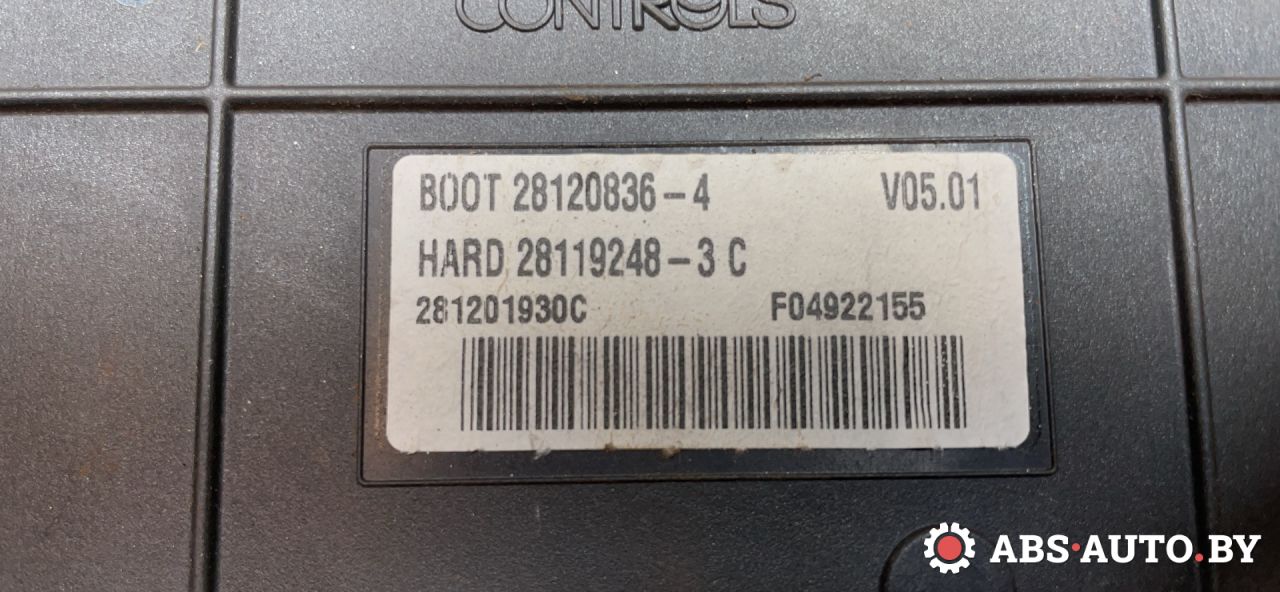 CONTROLS
BOOT 28120836-4 V05.01
HARD 28119248-3 C
281201930C F04922155
ABS·AUTO.BY